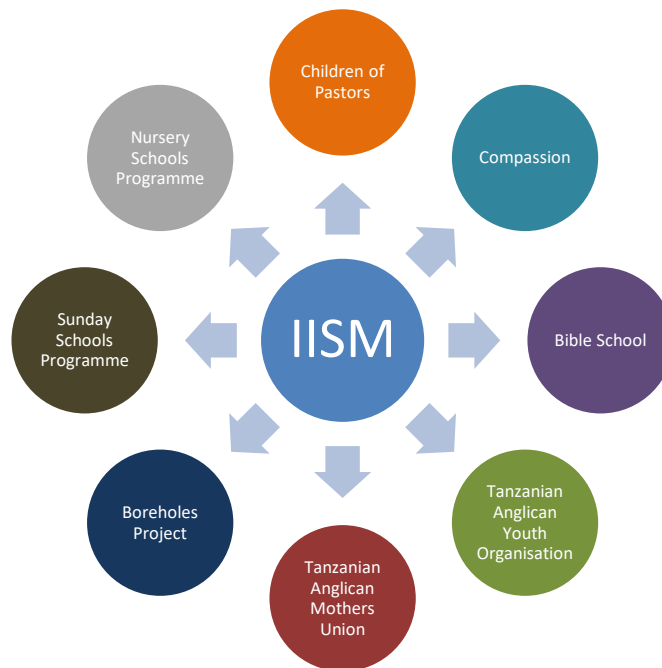 Children of
Pastors
Nursery
Schools
Programme
Compassion
IISM
Sunday
Schools
Programme
Bible School
Boreholes
Project
Tanzanian
Anglican
Youth
Organisation
Tanzanian
Anglican
Mothers
Union